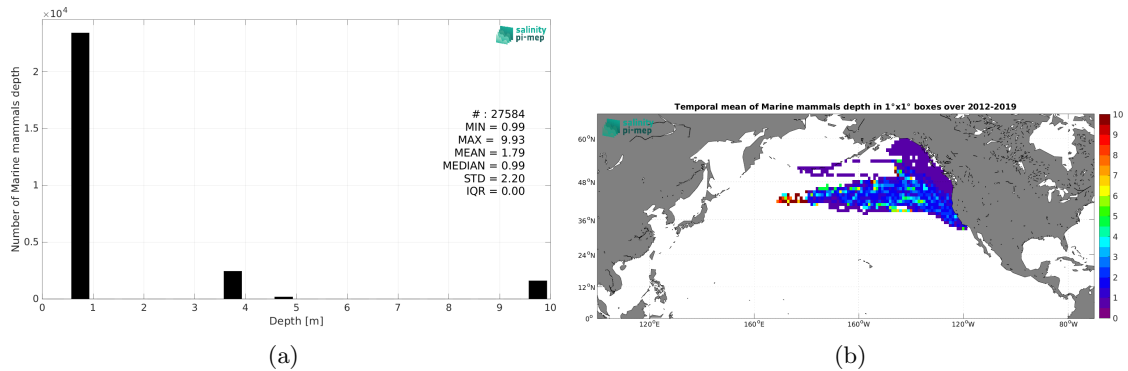 ×10⁴
salinity
pi-mep
2
1.5
1
0.5
0
Number of Marine mammals depth
# : 27584
MIN = 0.99
MAX = 9.93
MEAN = 1.79
MEDIAN = 0.99
STD = 2.20
IQR = 0.00
0 1 2 3 4 5 6 7 8 9 10
Depth [m]
(a)
Temporal mean of Marine mammals depth in 1°x1° boxes over 2012-2019
salinity
pi-mep
60°N
48°N
36°N
24°N
12°N
0°
120°E 160°E 160°W 120°W 80°W
10
9
8
7
6
5
4
3
2
1
0
(b)